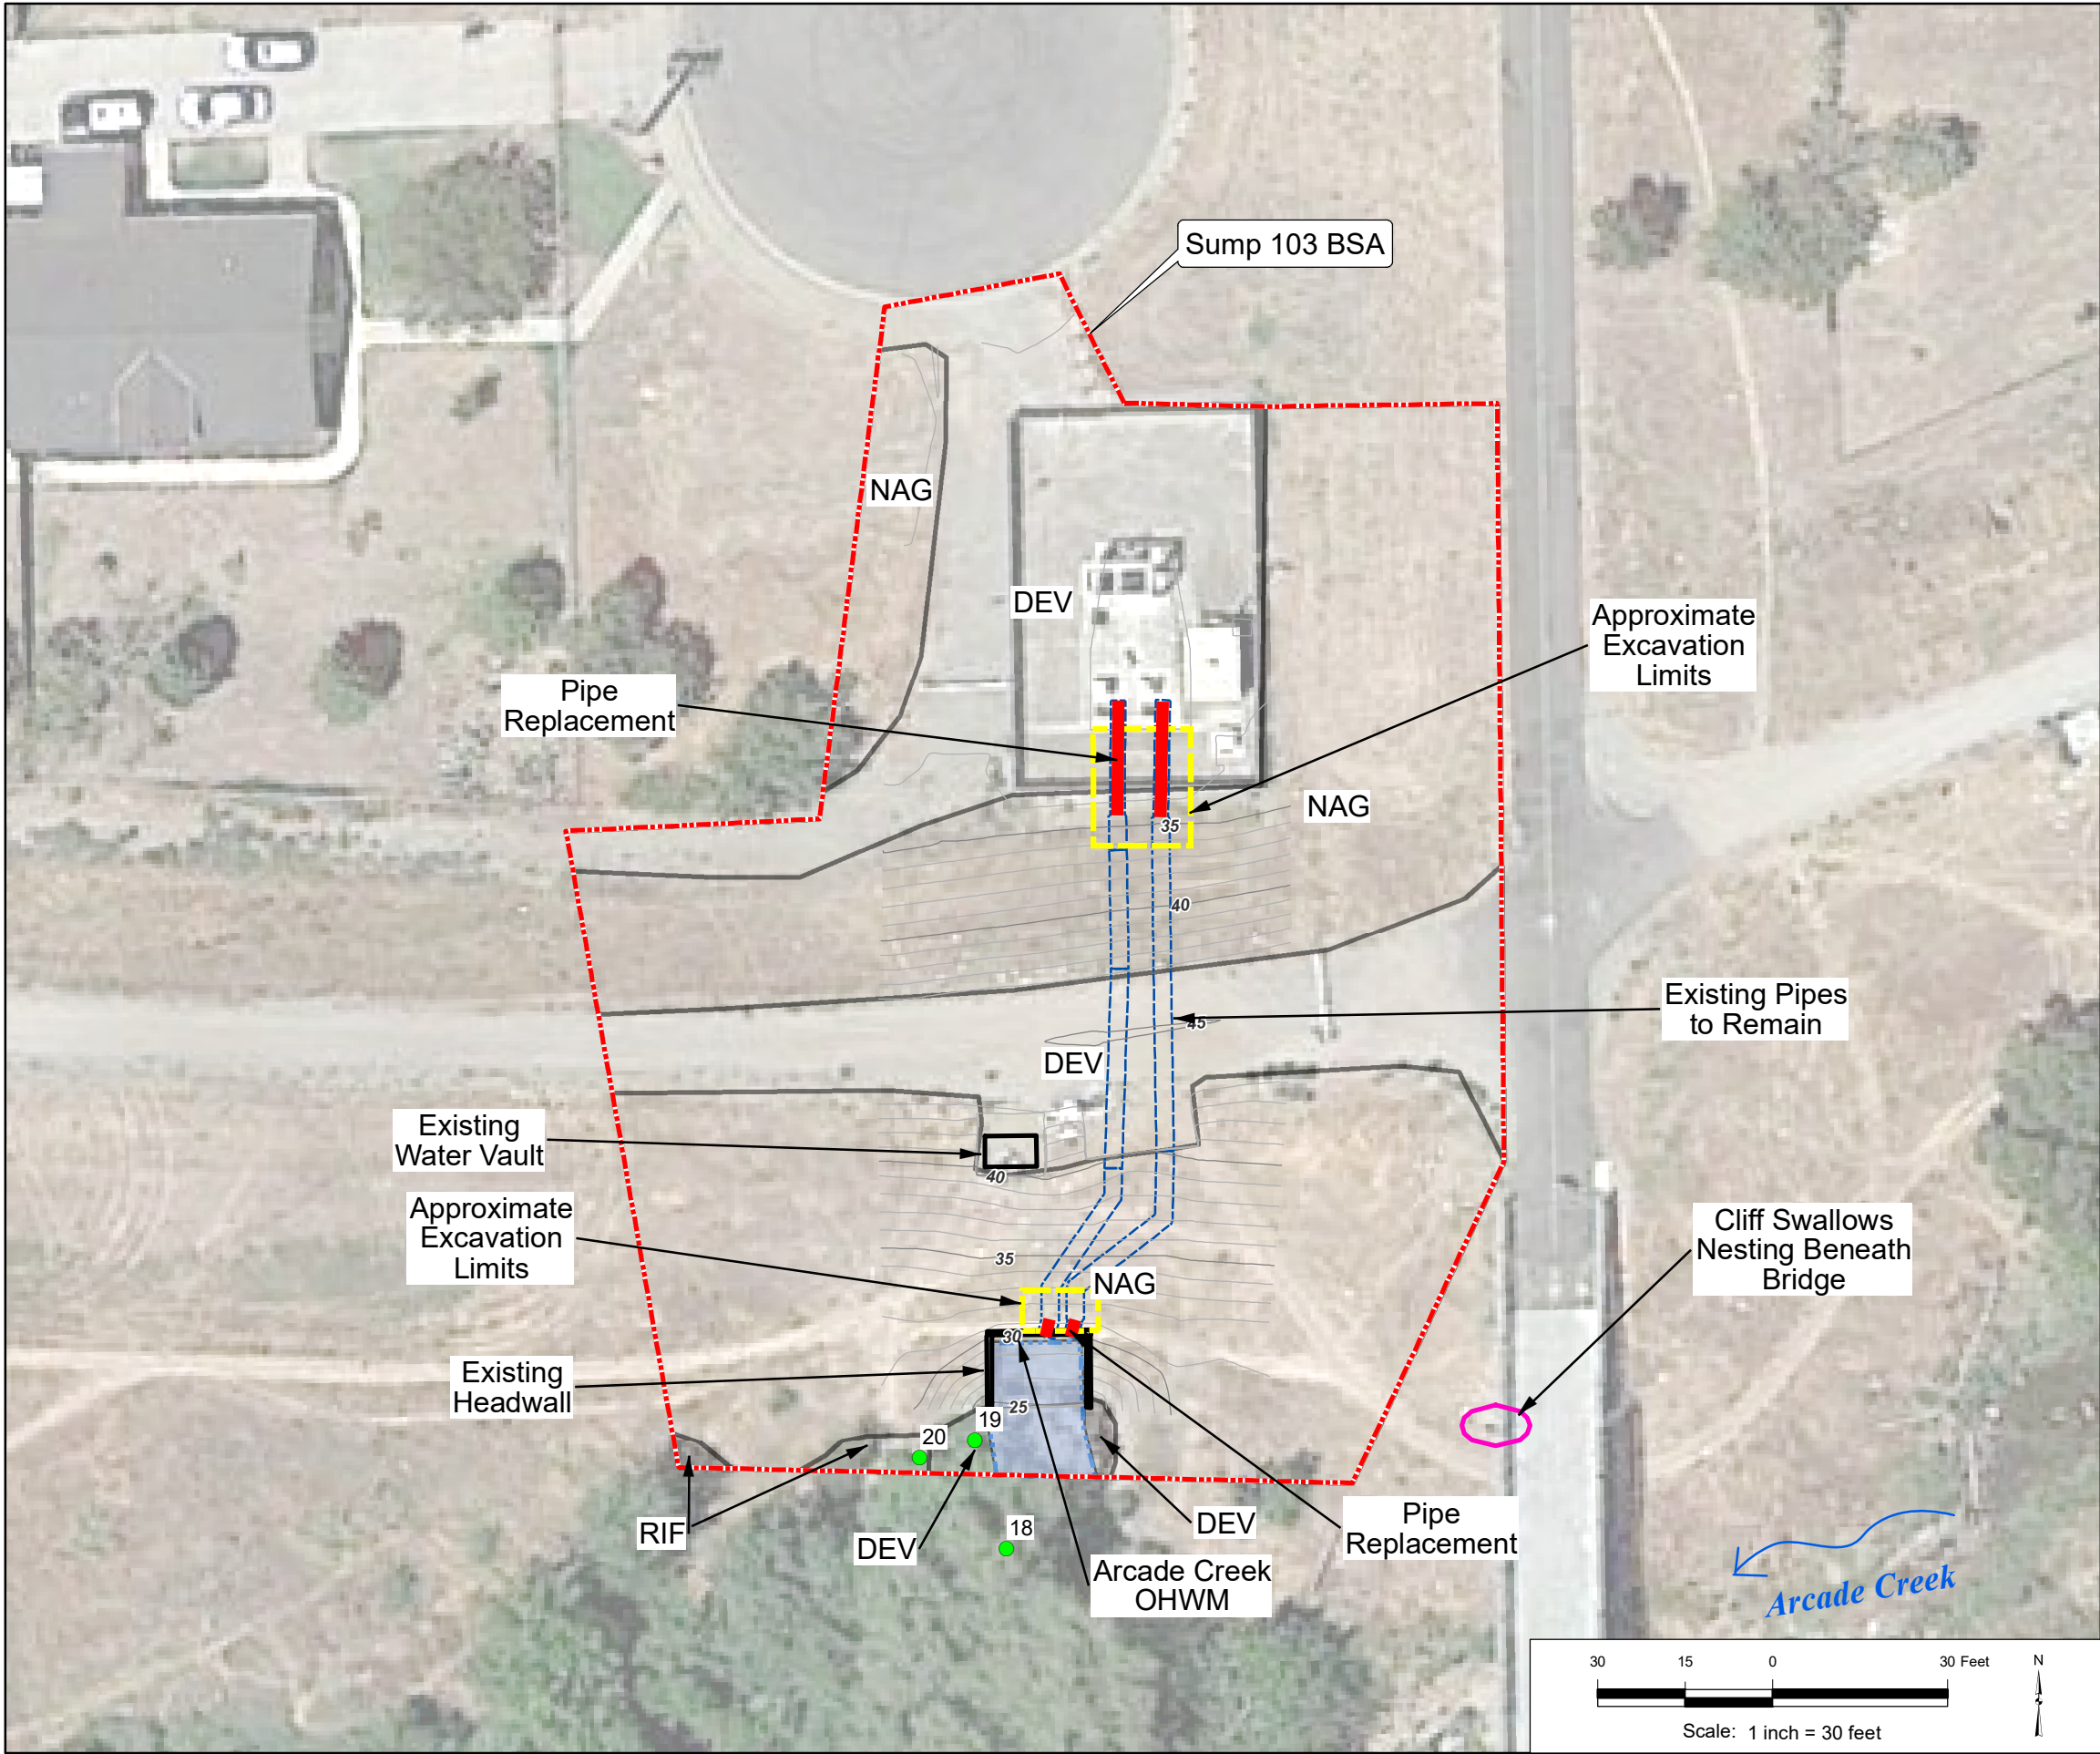 Sump 103 BSA
NAG
DEV
Approximate
Excavation
Limits
Pipe
Replacement
NAG
35
40
Existing Pipes
to Remain
45
DEV
Existing
Water Vault
40
Approximate
Excavation
Limits
Cliff Swallows
Nesting Beneath
Bridge
35
NAG
30
Existing
Headwall
25
19
20
RIF
DEV
18
DEV
Pipe
Replacement
Arcade Creek
OHWM
Arcade Creek
30 15 0 30 Feet
N
Scale: 1 inch = 30 feet